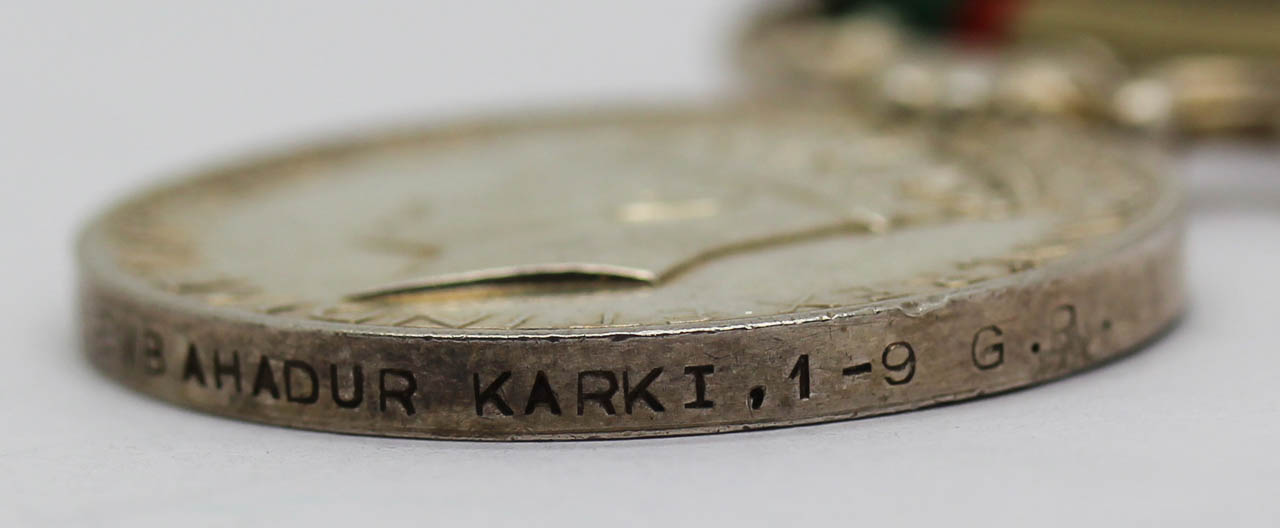 BAHADUR KARKI, 1-9 G.R.